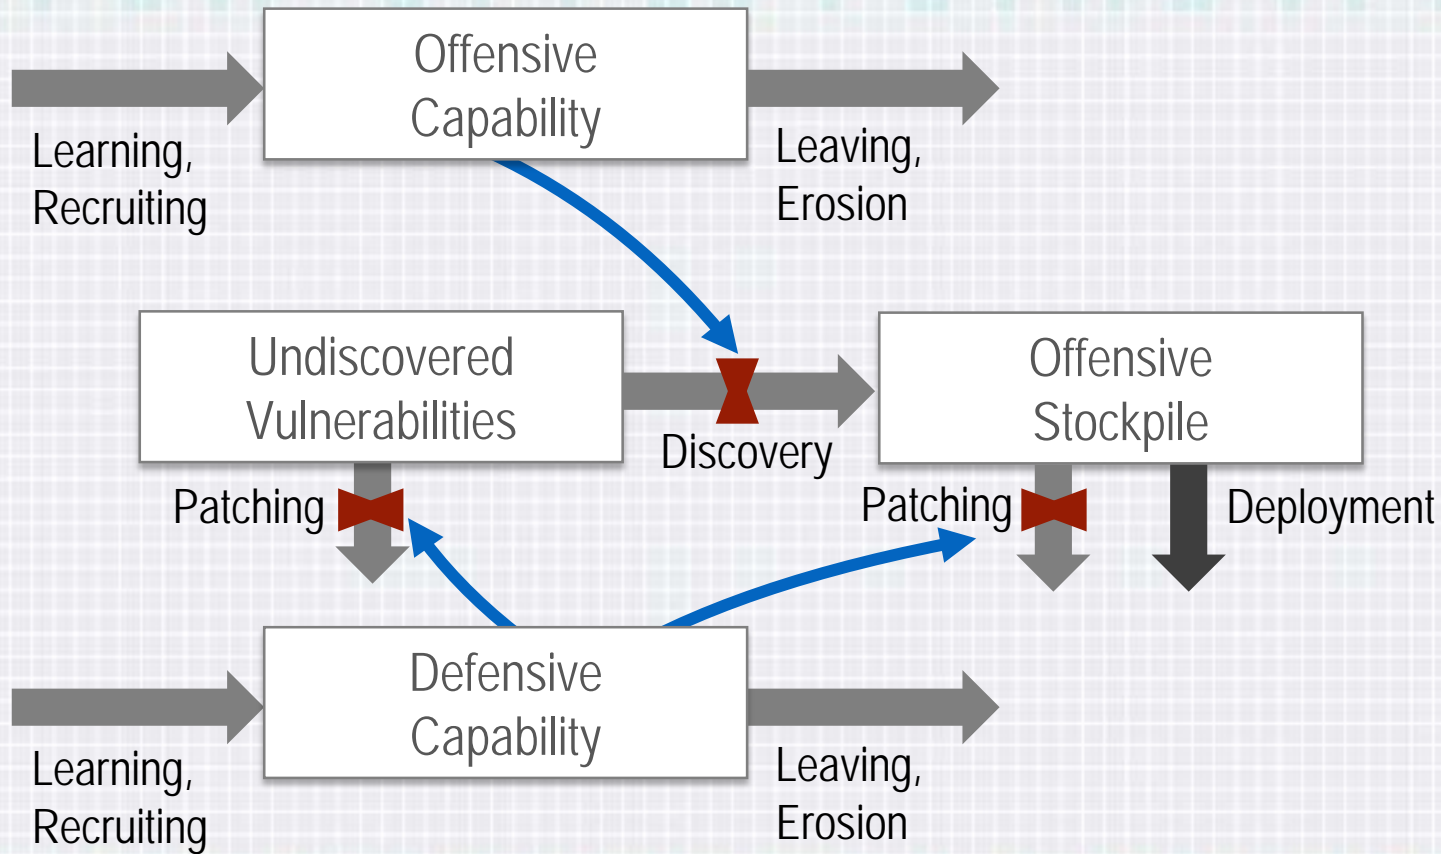 Offensive
Capability
Learning,
Recruiting
Leaving,
Erosion
Undiscovered
Vulnerabilities
Discovery
Offensive
Stockpile
Patching
Patching
Deployment
Defensive
Capability
Learning,
Recruiting
Leaving,
Erosion